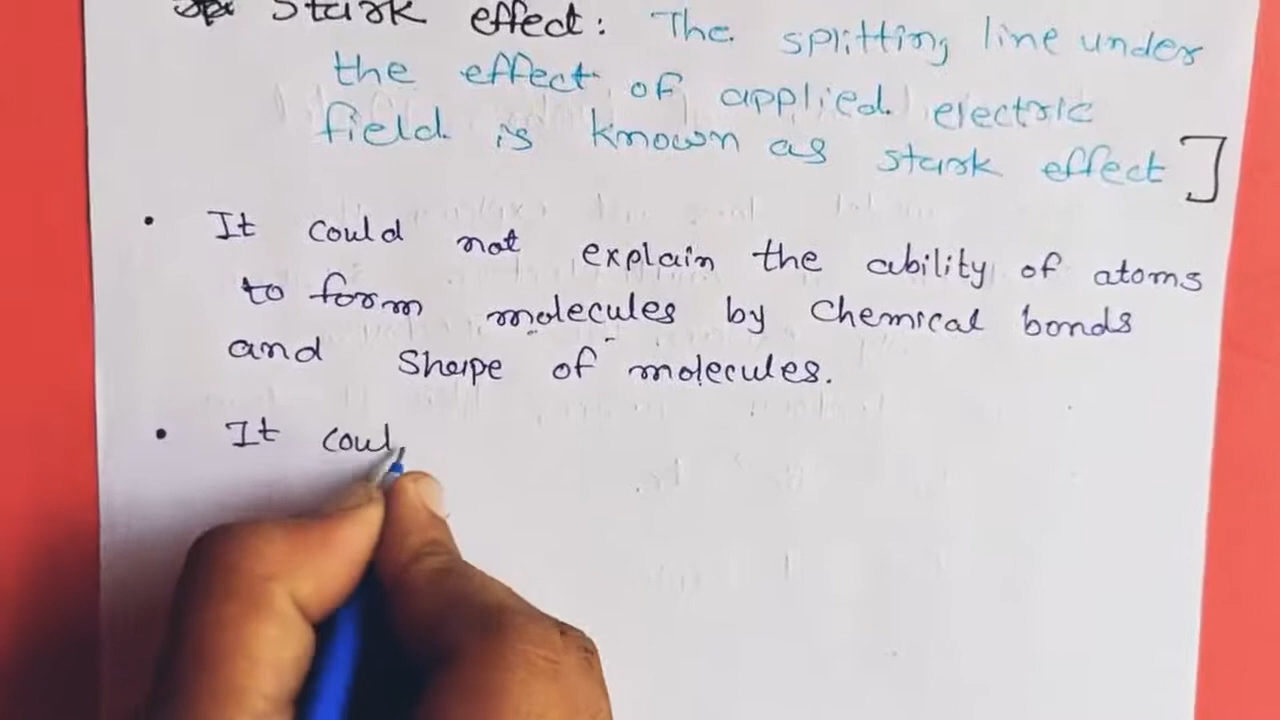 Stark effect: The splitting line under
the effect of applied electric
field is known as stark effect]
• It could not explain the ability of atoms
to form molecules by Chemical bonds
and Shape of molecules.
• It coul